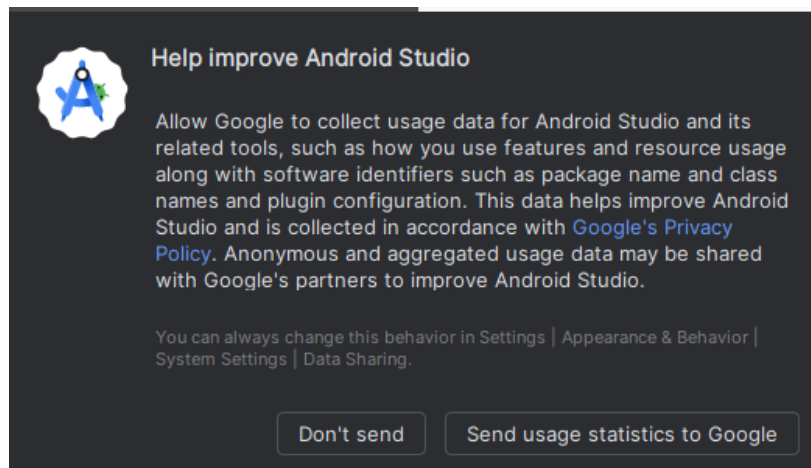 Help improve Android Studio
Allow Google to collect usage data for Android Studio and its
related tools, such as how you use features and resource usage
along with software identifiers such as package name and class
names and plugin configuration. This data helps improve Android
Studio and is collected in accordance with Google's Privacy
Policy. Anonymous and aggregated usage data may be shared
with Google's partners to improve Android Studio.
You can always change this behavior in Settings | Appearance & Behavior |
System Settings | Data Sharing.
Don't send
Send usage statistics to Google